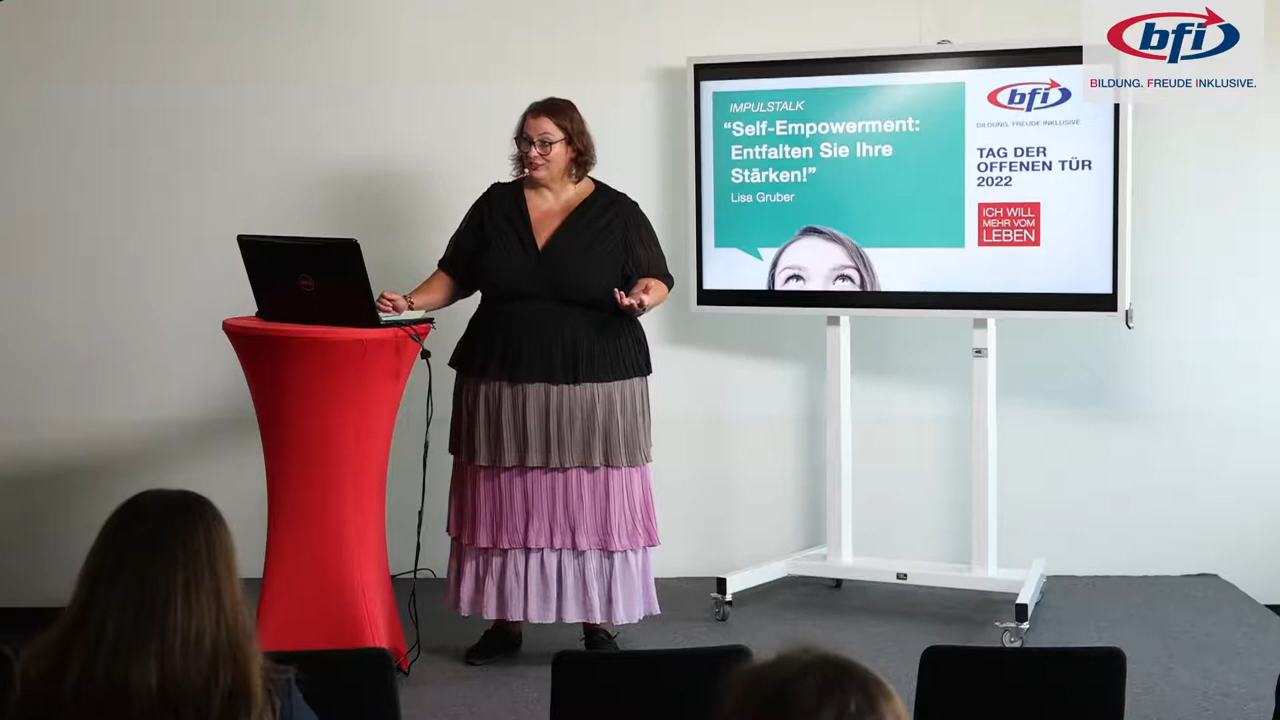 IMPULSTALK
"Self-Empowerment:
Entfalten Sie Ihre
Stärken!"
Lisa Gruber
bfi
BILDUNG. FREUDE INKLUSIVE
TAG DER
OFFENEN TÜR
2022
ICH WILL
MEHR VOM
LEBEN
bfi
BILDUNG. FREUDE INKLUSIVE.